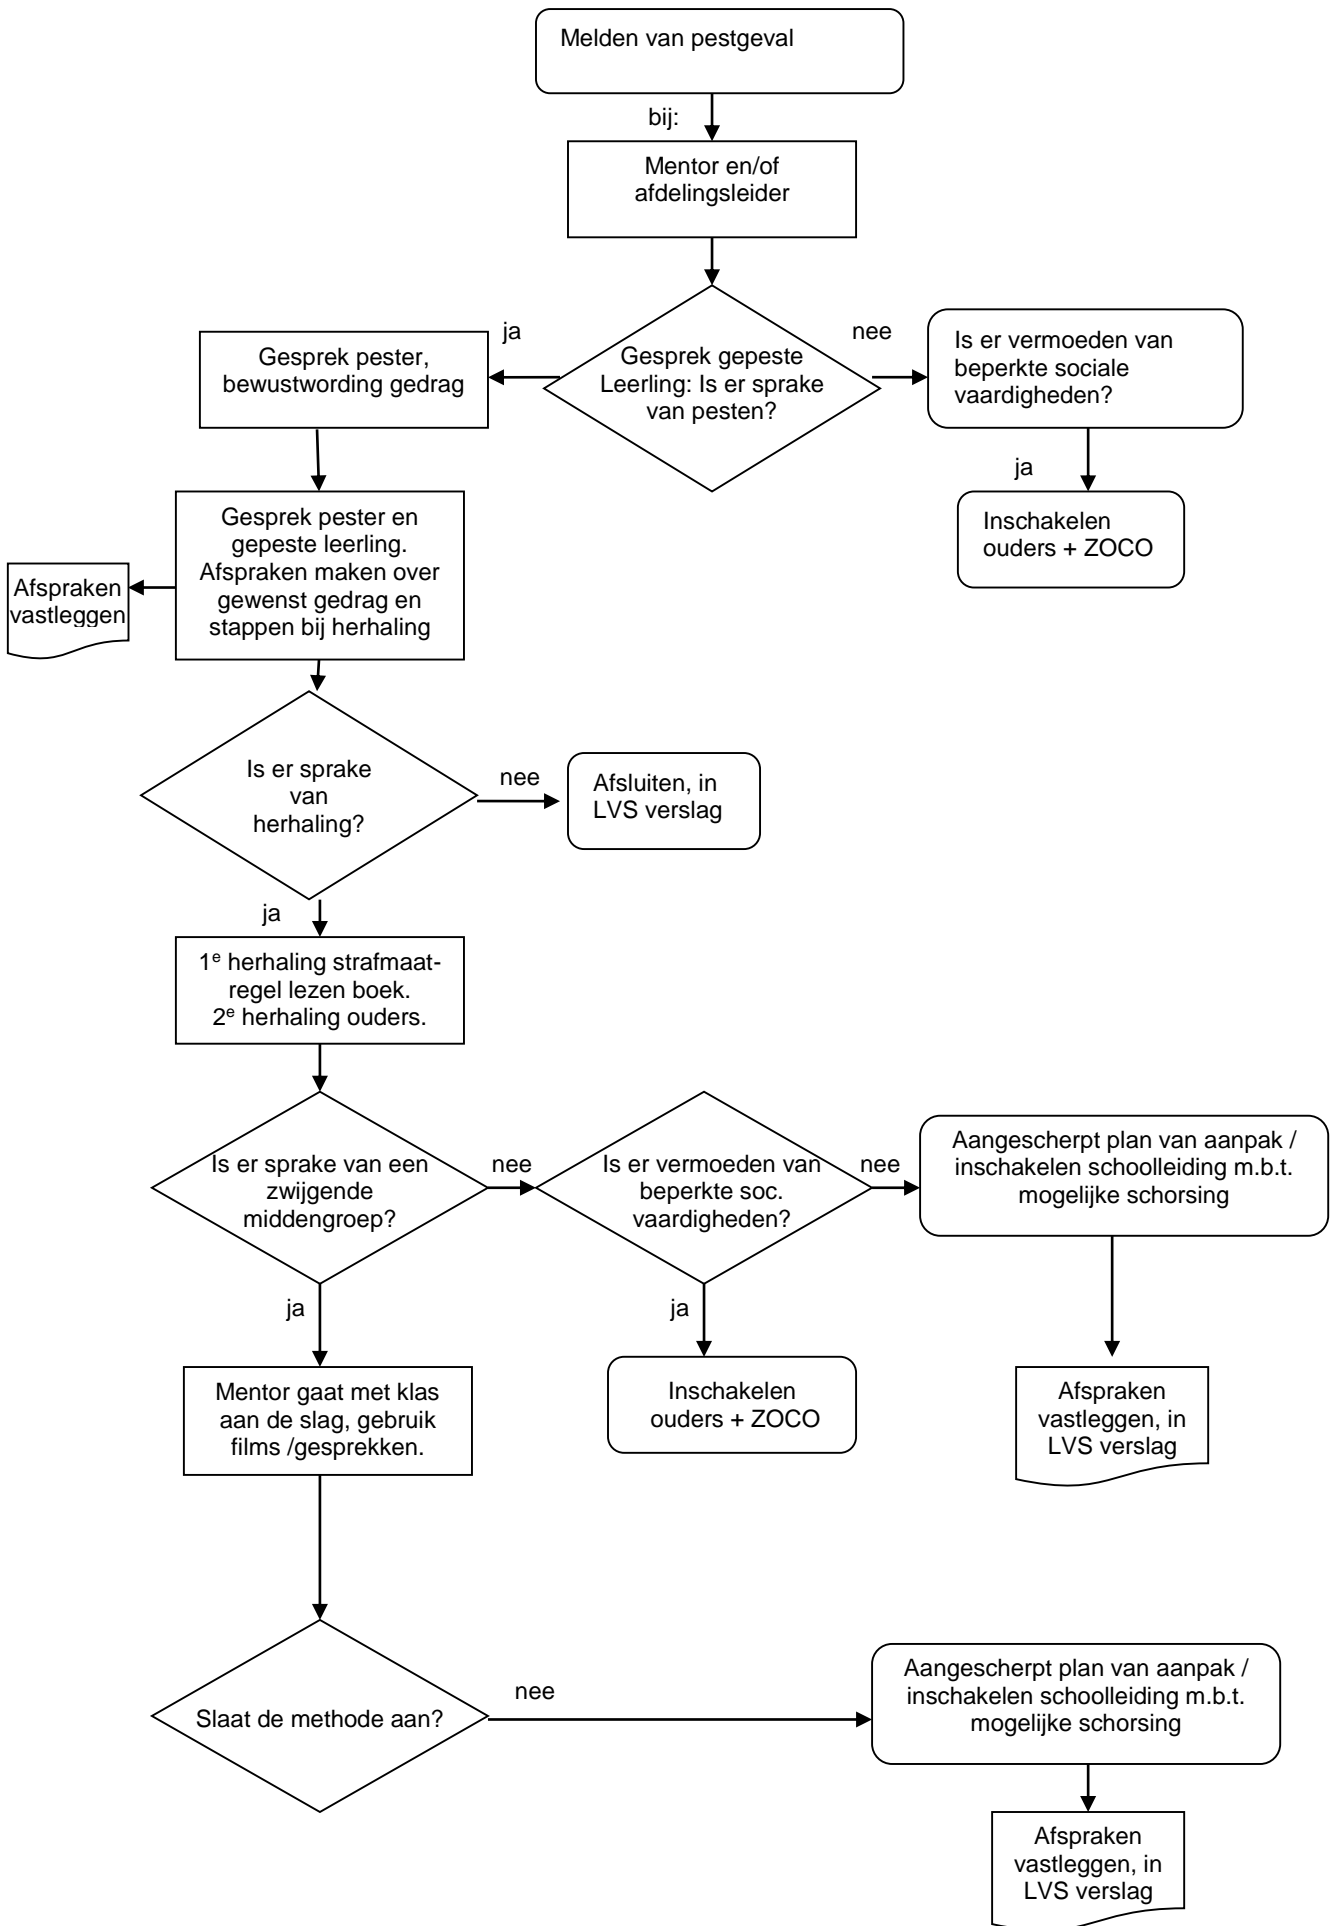 Melden van pestgeval
bij:
Mentor en/of
afdelingsleider
ja
nee
Gesprek pester,
bewustwording gedrag
Gesprek gepeste
Leerling: Is er sprake
van pesten?
Is er vermoeden van
beperkte sociale
vaardigheden?
ja
Inschakelen
ouders + ZOCO
Gesprek pester en
gepeste leerling.
Afspraken maken over
gewenst gedrag en
stappen bij herhaling
Afspraken
vastleggen
Is er sprake
van
herhaling?
nee
Afsluiten, in
LVS verslag
ja
1e herhaling strafmaat-
regel lezen boek.
2e herhaling ouders.
Is er sprake van een
zwijgende
middengroep?
nee
Is er vermoeden van
beperkte soc.
vaardigheden?
nee
Aangescherpt plan van aanpak /
inschakelen schoolleiding m.b.t.
mogelijke schorsing
ja
ja
Mentor gaat met klas
aan de slag, gebruik
films /gesprekken.
Inschakelen
ouders + ZOCO
Afspraken
vastleggen, in
LVS verslag
Slaat de methode aan?
nee
Aangescherpt plan van aanpak /
inschakelen schoolleiding m.b.t.
mogelijke schorsing
Afspraken
vastleggen, in
LVS verslag